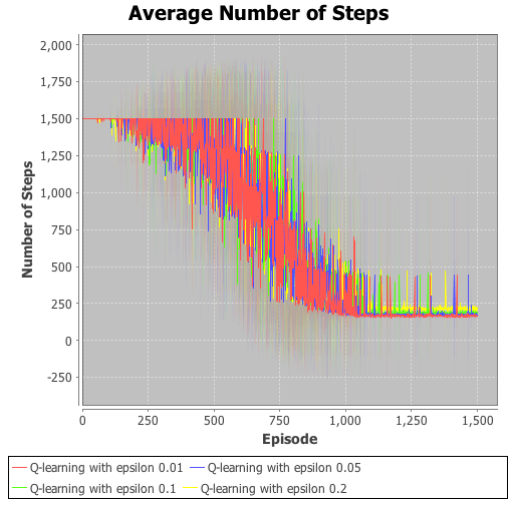 Average Number of Steps
2,000
1,750
1,500
1,250
1,000
750
500
250
0
-250
Number of Steps
0 250 500 750 1,000 1,250 1,500
Episode
Q-learning with epsilon 0.01 Q-learning with epsilon 0.05
Q-learning with epsilon 0.1 Q-learning with epsilon 0.2